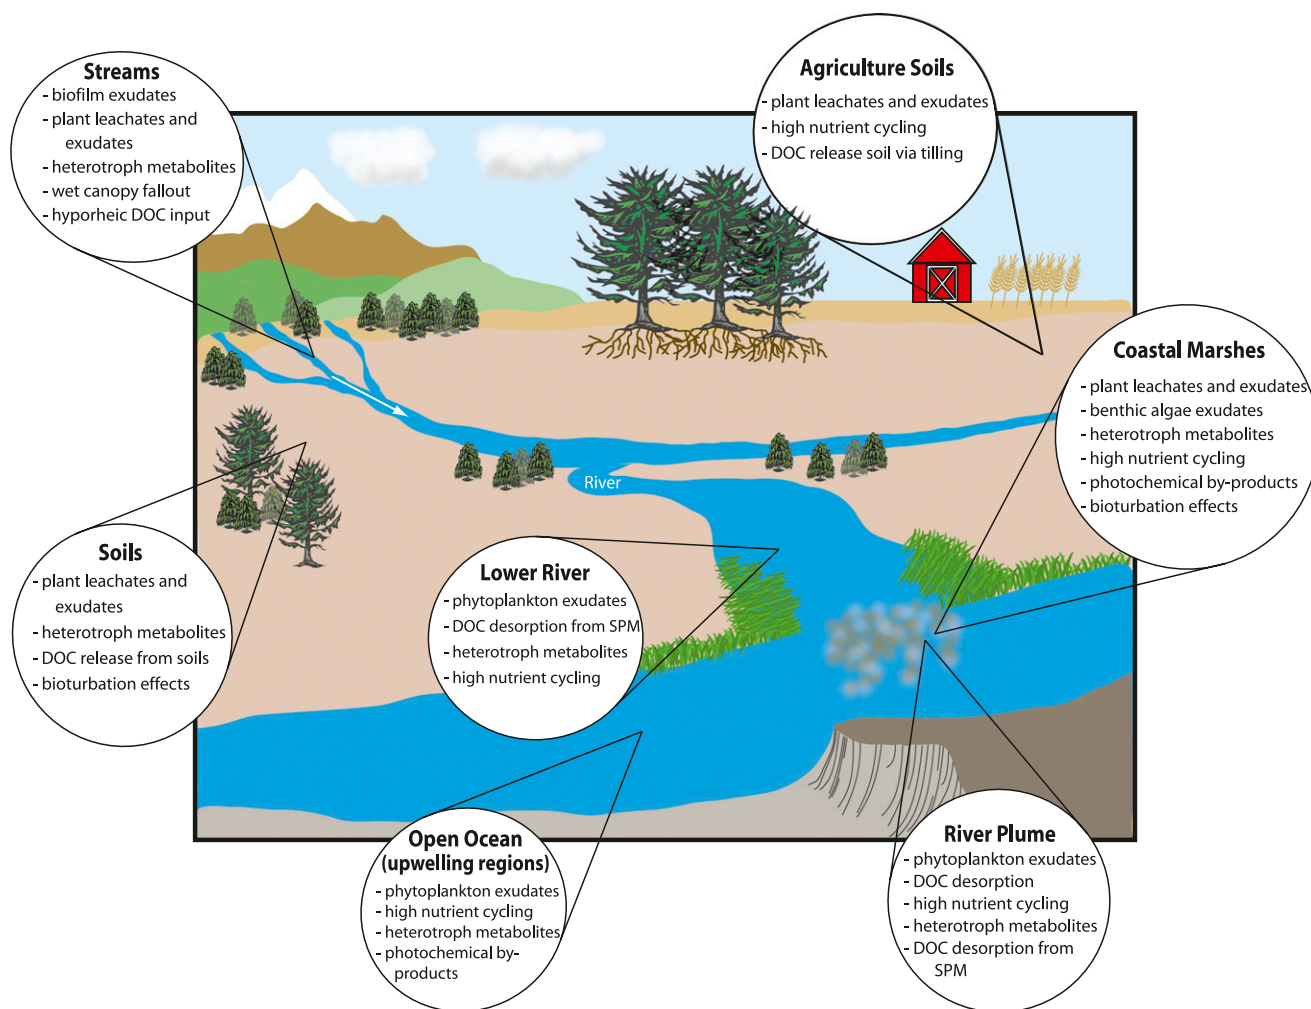 Streams
- biofilm exudates
- plant leachates and
exudates
- heterotroph metabolites
- wet canopy fallout
- hyporheic DOC input
Agriculture Soils
- plant leachates and exudates
- high nutrient cycling
- DOC release soil via tilling
Coastal Marshes
- plant leachates and exudates
- benthic algae exudates
- heterotroph metabolites
- high nutrient cycling
- photochemical by-products
- bioturbation effects
River
Soils
- plant leachates and
exudates
- heterotroph metabolites
- DOC release from soils
- bioturbation effects
Lower River
- phytoplankton exudates
- DOC desorption from SPM
- heterotroph metabolites
- high nutrient cycling
Open Ocean
(upwelling regions)
- phytoplankton exudates
- high nutrient cycling
- heterotroph metabolites
- photochemical by-
products
River Plume
- phytoplankton exudates
- DOC desorption
- high nutrient cycling
- heterotroph metabolites
- DOC desorption from
SPM